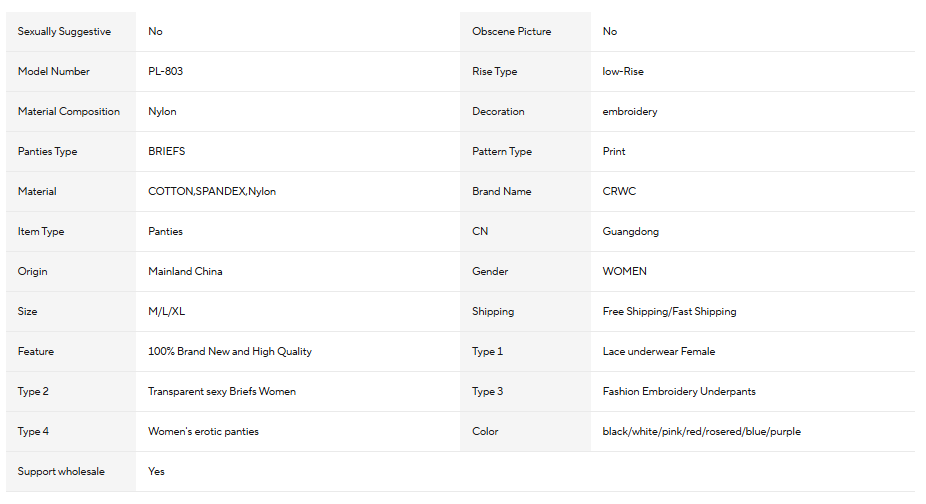 Sexually Suggestive No Obscene Picture No
Model Number PL-803 Rise Type low-Rise
Material Composition Nylon Decoration embroidery
Panties Type BRIEFS Pattern Type Print
Material COTTON,SPANDEX,Nylon Brand Name CRWC
Item Type Panties CN Guangdong
Origin Mainland China Gender WOMEN
Size M/L/XL Shipping Free Shipping/Fast Shipping
Feature 100% Brand New and High Quality Type 1 Lace underwear Female
Type 2 Transparent sexy Briefs Women Type 3 Fashion Embroidery Underpants
Type 4 Women's erotic panties Color black/white/pink/red/rosered/blue/purple
Support wholesale Yes